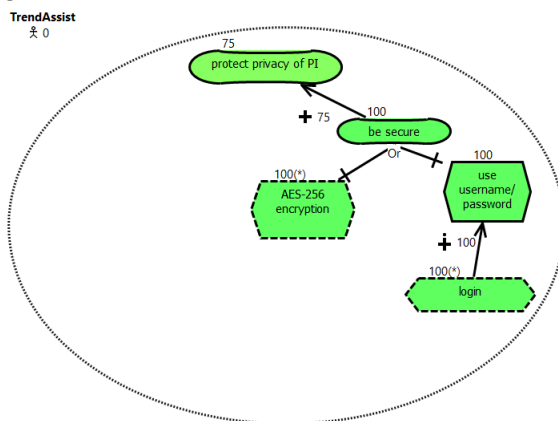 TrendAssist
0
75
protect privacy of PI
+ 75
100
be secure
Or
100(*)
AES-256
encryption
100
use
username/
password
+ 100
100(*)
login